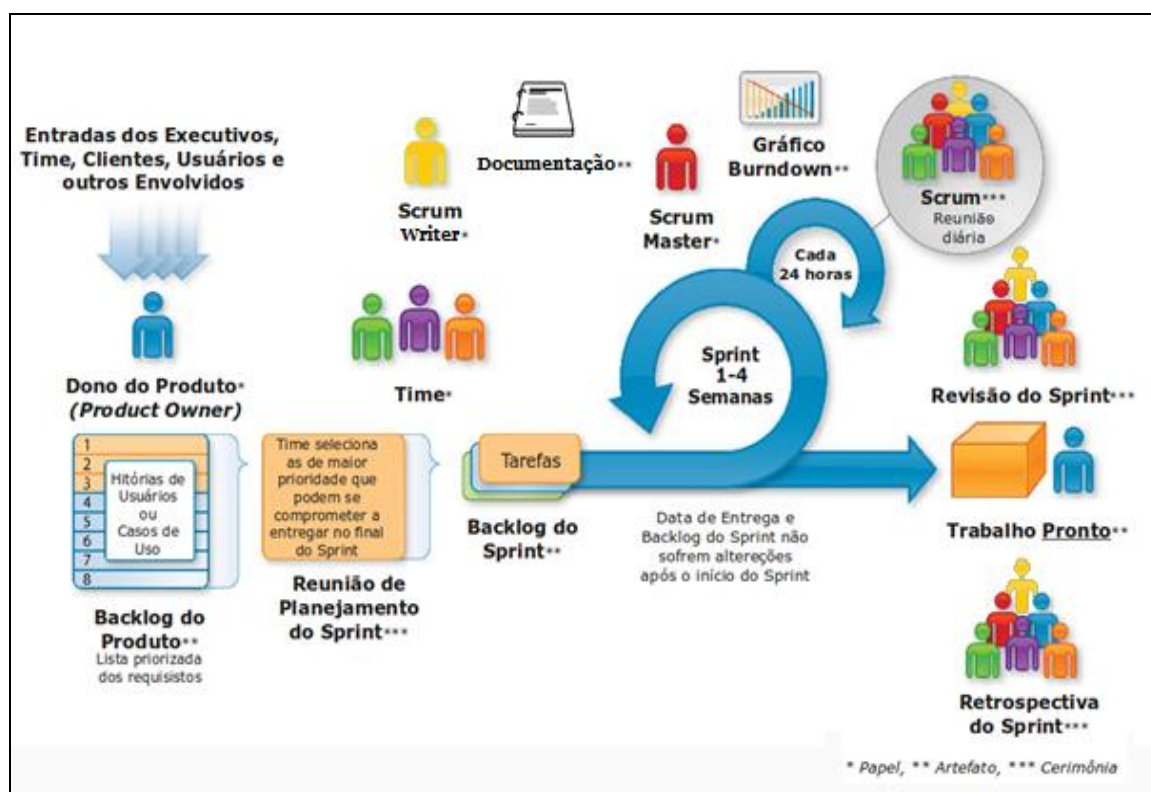 Entradas dos Executivos,
Time, Clientes, Usuários e
outros Envolvidos
Dono do Produto*
(Product Owner)
1
2
3
4
5
6
7
8
Hitórias de
Usuários
ou
Casos de
Uso
Backlog do
Produto**
Lista priorizada
dos requisistos
Scrum
Writer*
Documentação**
Time*
Time seleciona
as de maior
prioridade que
podem se
comprometer a
entregar no final
do Sprint
Reunião de
Planejamento
do Sprint***
Tarefas
Backlog do
Sprint**
Scrum
Master*
Gráfico
Burndown**
Cada
24 horas
Sprint
1-4
Semanas
Data de Entrega e
Backlog do Sprint não
sofrem altereções
após o início do Sprint
Scrum***
Reunião
diária
Revisão do Sprint***
Trabalho Pronto**
Retrospectiva
do Sprint***
* Papel, ** Artefato, *** Cerimônia